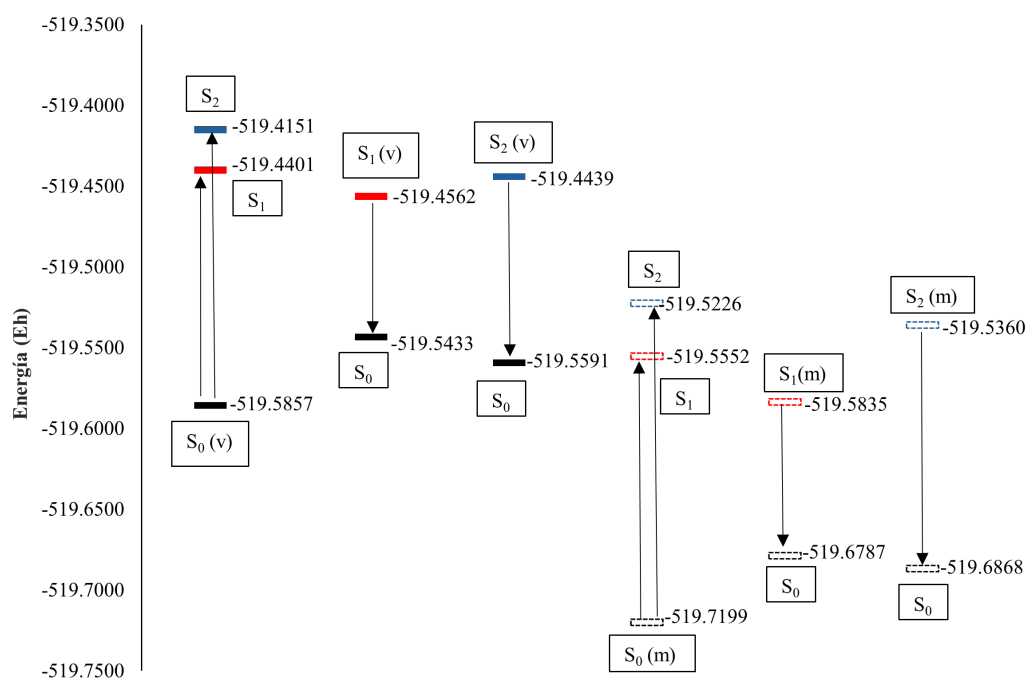 -519.3500
-519.4000
-519.4500
-519.5000
-519.5500
-519.6000
-519.6500
-519.7000
-519.7500
Energía (Eh)
S₂
-519.4151
-519.4401
S₁
-519.5857
S₀ (v)
S₁ (v)
-519.4562
-519.5433
S₀
S₂ (v)
-519.4439
-519.5591
S₀
S₂
-519.5226
-519.5552
S₁
-519.7199
S₀ (m)
S₁(m)
-519.5835
-519.6787
S₀
S₂ (m)
-519.5360
-519.6868
S₀